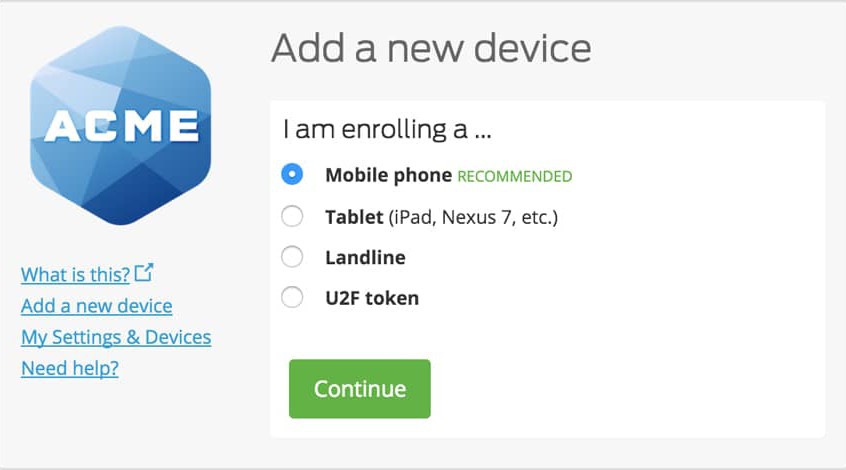 ACME
What is this?
Add a new device
My Settings & Devices
Need help?
Add a new device
I am enrolling a ...
Mobile phone RECOMMENDED
Tablet (iPad, Nexus 7, etc.)
Landline
U2F token
Continue